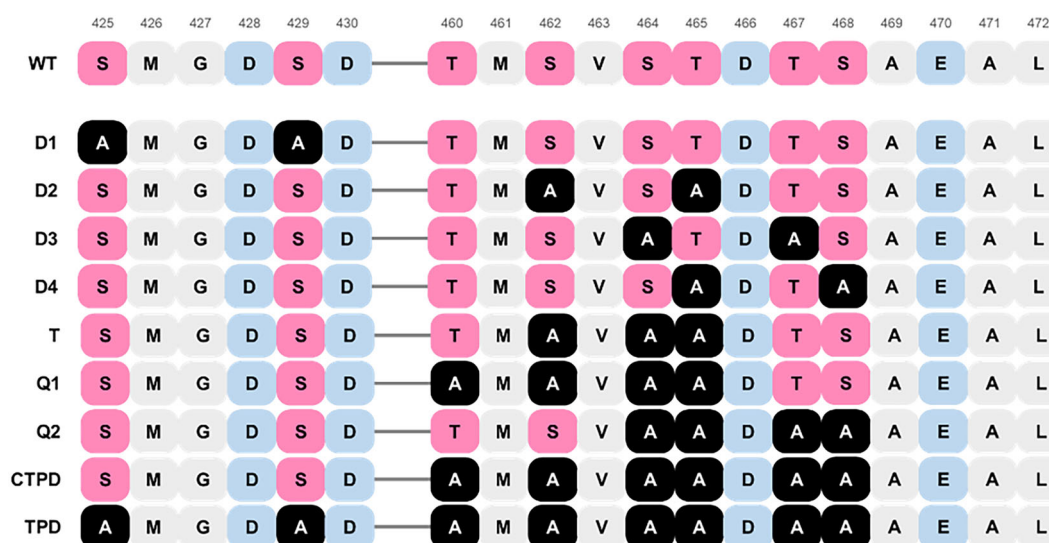 425 426 427 428 429 430 460 461 462 463 464 465 466 467 468 469 470 471 472
WT S M G D S D T M S V S T D T S A E A L
D1 A M G D A D T M S V S T D T S A E A L
D2 S M G D S D T M A V S A D T S A E A L
D3 S M G D S D T M S V A T D A S A E A L
D4 S M G D S D T M S V S A D T A A E A L
T S M G D S D T M A V A A D T S A E A L
Q1 S M G D S D A M A V A A D T S A E A L
Q2 S M G D S D T M S V A A D A A A E A L
CTPD S M G D S D A M A V A A D A A A E A L
TPD A M G D A D A M A V A A D A A A E A L